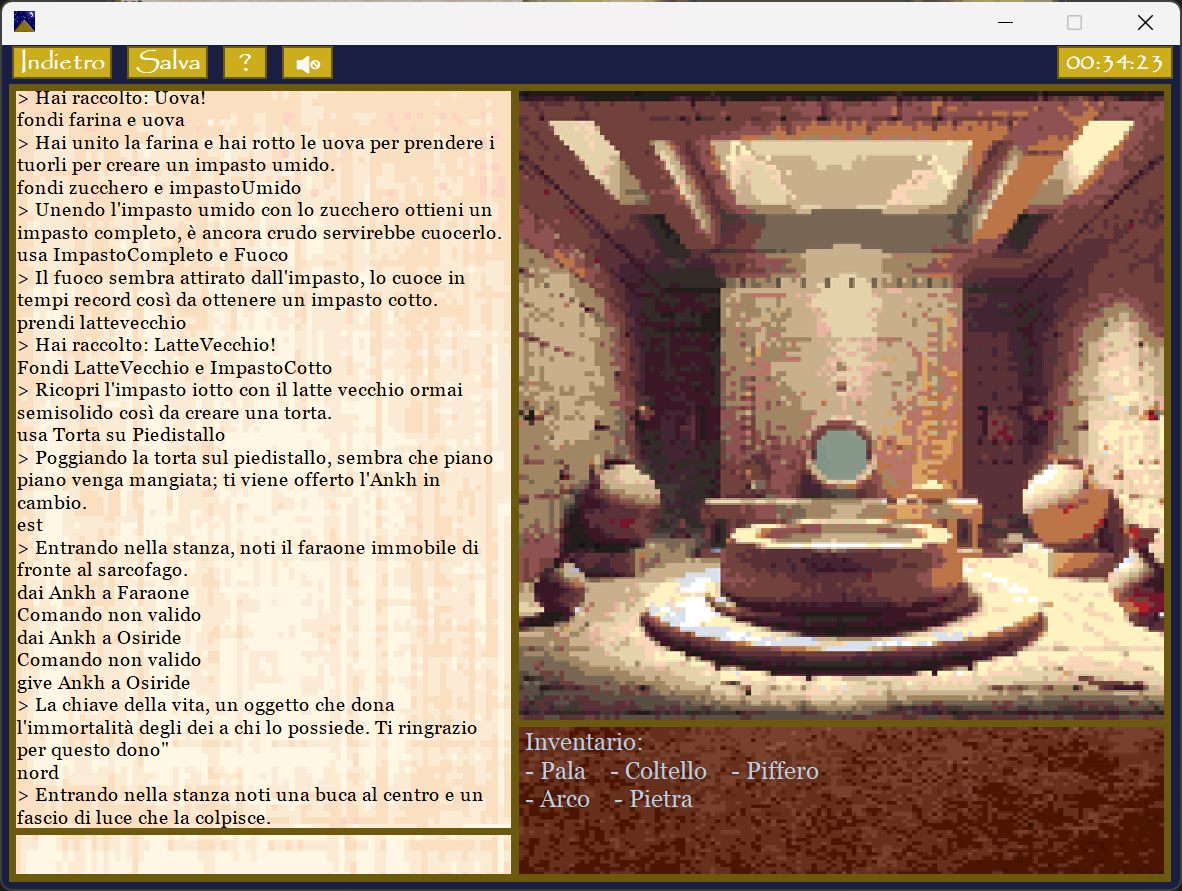 Indietro Salva ? 00:34:23
> Hai raccolto: Uova!
fondi farina e uova
> Hai unito la farina e hai rotto le uova per prendere i
tuorli per creare un impasto umido.
fondi zucchero e impastoUmido
> Unendo l'impasto umido con lo zucchero ottieni un
impasto completo, è ancora crudo servirebbe cuocerlo.
usa ImpastoCompleto e Fuoco
> Il fuoco sembra attirato dall'impasto, lo cuoce in
tempi record così da ottenere un impasto cotto.
prendi lattevecchio
> Hai raccolto: LatteVecchio!
Fondi LatteVecchio e ImpastoCotto
> Ricopri l'impasto iotto con il latte vecchio ormai
semisolido così da creare una torta.
usa Torta su Piedistallo
> Poggiando la torta sul piedistallo, sembra che piano
piano venga mangiata; ti viene offerto l'Ankh in
cambio.
est
> Entrando nella stanza, noti il faraone immobile di
fronte al sarcofago.
dai Ankh a Faraone
Comando non valido
dai Ankh a Osiride
Comando non valido
give Ankh a Osiride
> La chiave della vita, un oggetto che dona
l'immortalità degli dei a chi lo possiede. Ti ringrazio
per questo dono"
nord
> Entrando nella stanza noti una buca al centro e un
fascio di luce che la colpisce.
Inventario:
- Pala - Coltello - Piffero
- Arco - Pietra